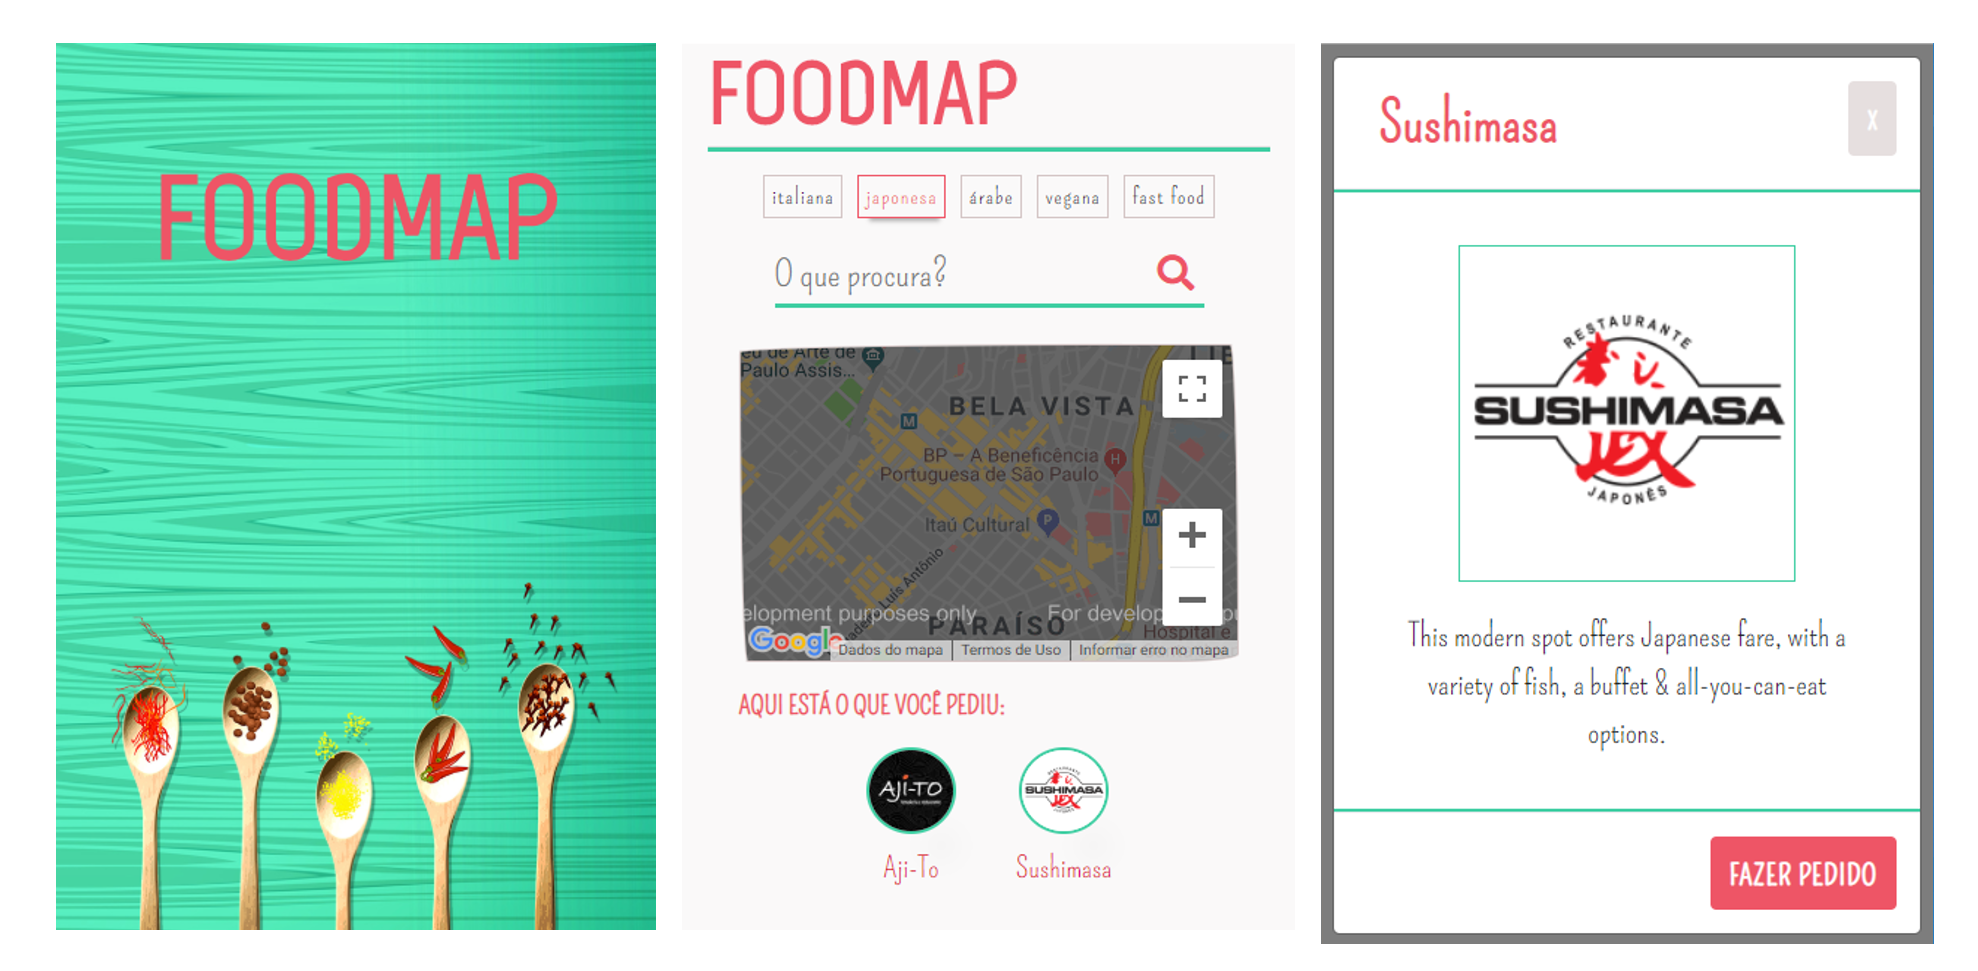 FOODMAP
FOODMAP
italiana
japonesa
árabe
vegana
fast food
O que procura?
eu de Arte de
Paulo Assis...
BELA VISTA
M
BP – A Beneficência
Portuguesa de São Paulo
H
Itaú Cultural
P
M
Luís Antônio
elopment purposes only
For develop
PARAÍSO
Hospital e
Google
Dados do mapa
Termos de Uso
Informar erro no mapa
AQUI ESTÁ O QUE VOCÊ PEDIU:
AJi-TO
SUSHIMASA
Aji-To
Sushimasa
Sushimasa
X
RESTAURANTE
SUSHIMASA
JAPONÊS
This modern spot offers Japanese fare, with a
variety of fish, a buffet & all-you-can-eat
options.
FAZER PEDIDO